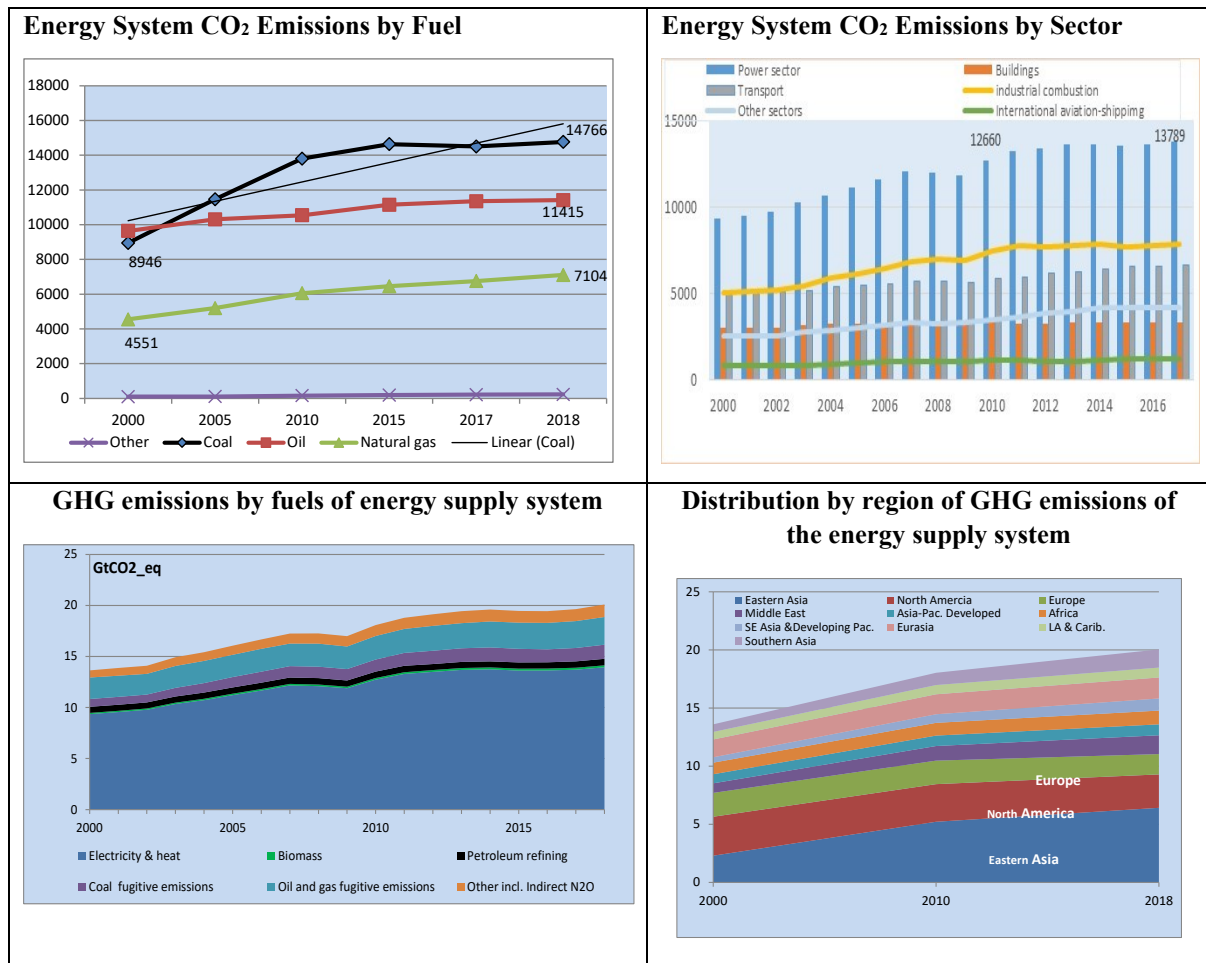 Energy System CO₂ Emissions by Fuel
18000
16000
14000
12000
10000
8000
6000
4000
2000
0
14766
11415
8946
7104
4551
2000 2005 2010 2015 2017 2018
Other Coal Oil Natural gas Linear (Coal)
Energy System CO₂ Emissions by Sector
Power sector Buildings
Transport industrial combustion
Other sectors International aviation-shippimg
15000
10000
5000
0
12660
13789
2000 2002 2004 2006 2008 2010 2012 2014 2016
GHG emissions by fuels of energy supply system
GtCO2_eq
25
20
15
10
5
0
2000 2005 2010 2015
Electricity & heat Biomass Petroleum refining
Coal fugitive emissions Oil and gas fugitive emissions Other incl. Indirect N2O
Distribution by region of GHG emissions of
the energy supply system
25
20
15
10
5
0
Eastern Asia North Amercia Europe
Middle East Asia-Pac. Developed Africa
SE Asia &Developing Pac. Eurasia LA & Carib.
Southern Asia
Europe
North America
Eastern Asia
2000 2010 2018